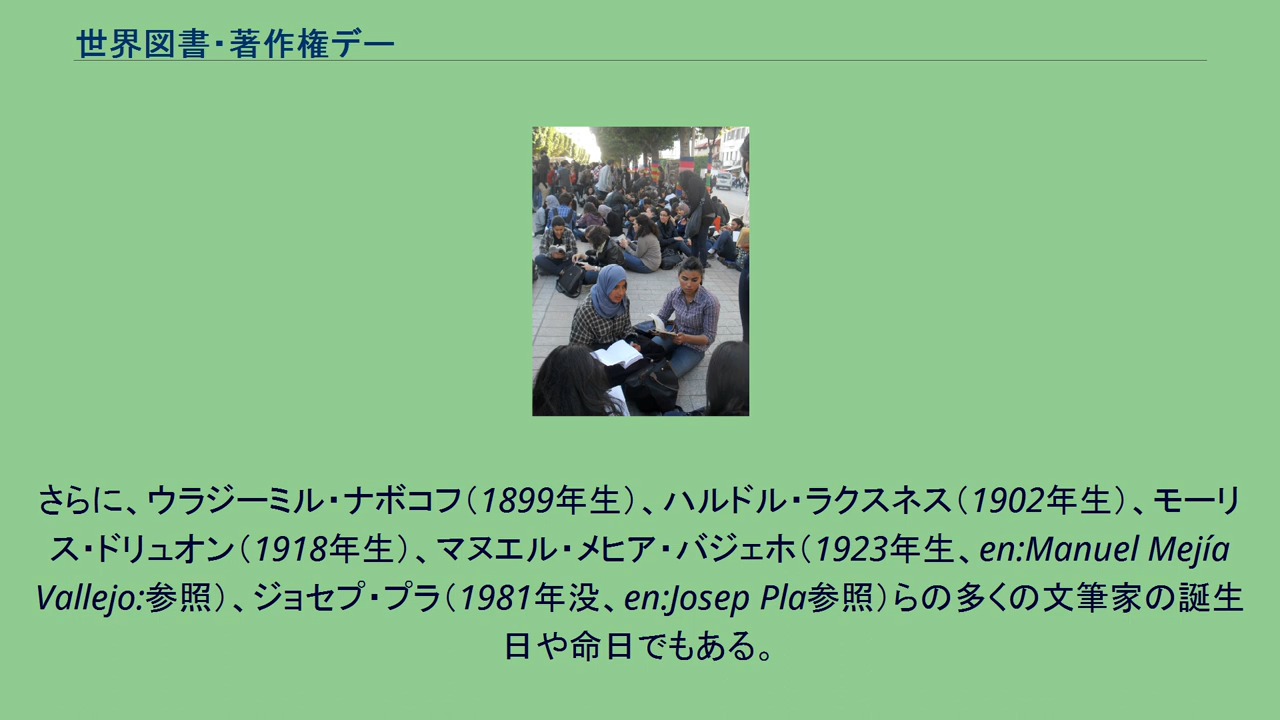 世界図書・著作権デー
さらに、ウラジーミル・ナボコフ（1899年生）、ハルドル・ラクスネス（1902年生）、モーリ
ス・ドリュオン（1918年生）、マヌエル・メヒア・バジェホ（1923年生、en:Manuel Mejía
Vallejo:参照）、ジョセプ・プラ（1981年没、en:Josep Pla参照）らの多くの文筆家の誕生
日や命日でもある。